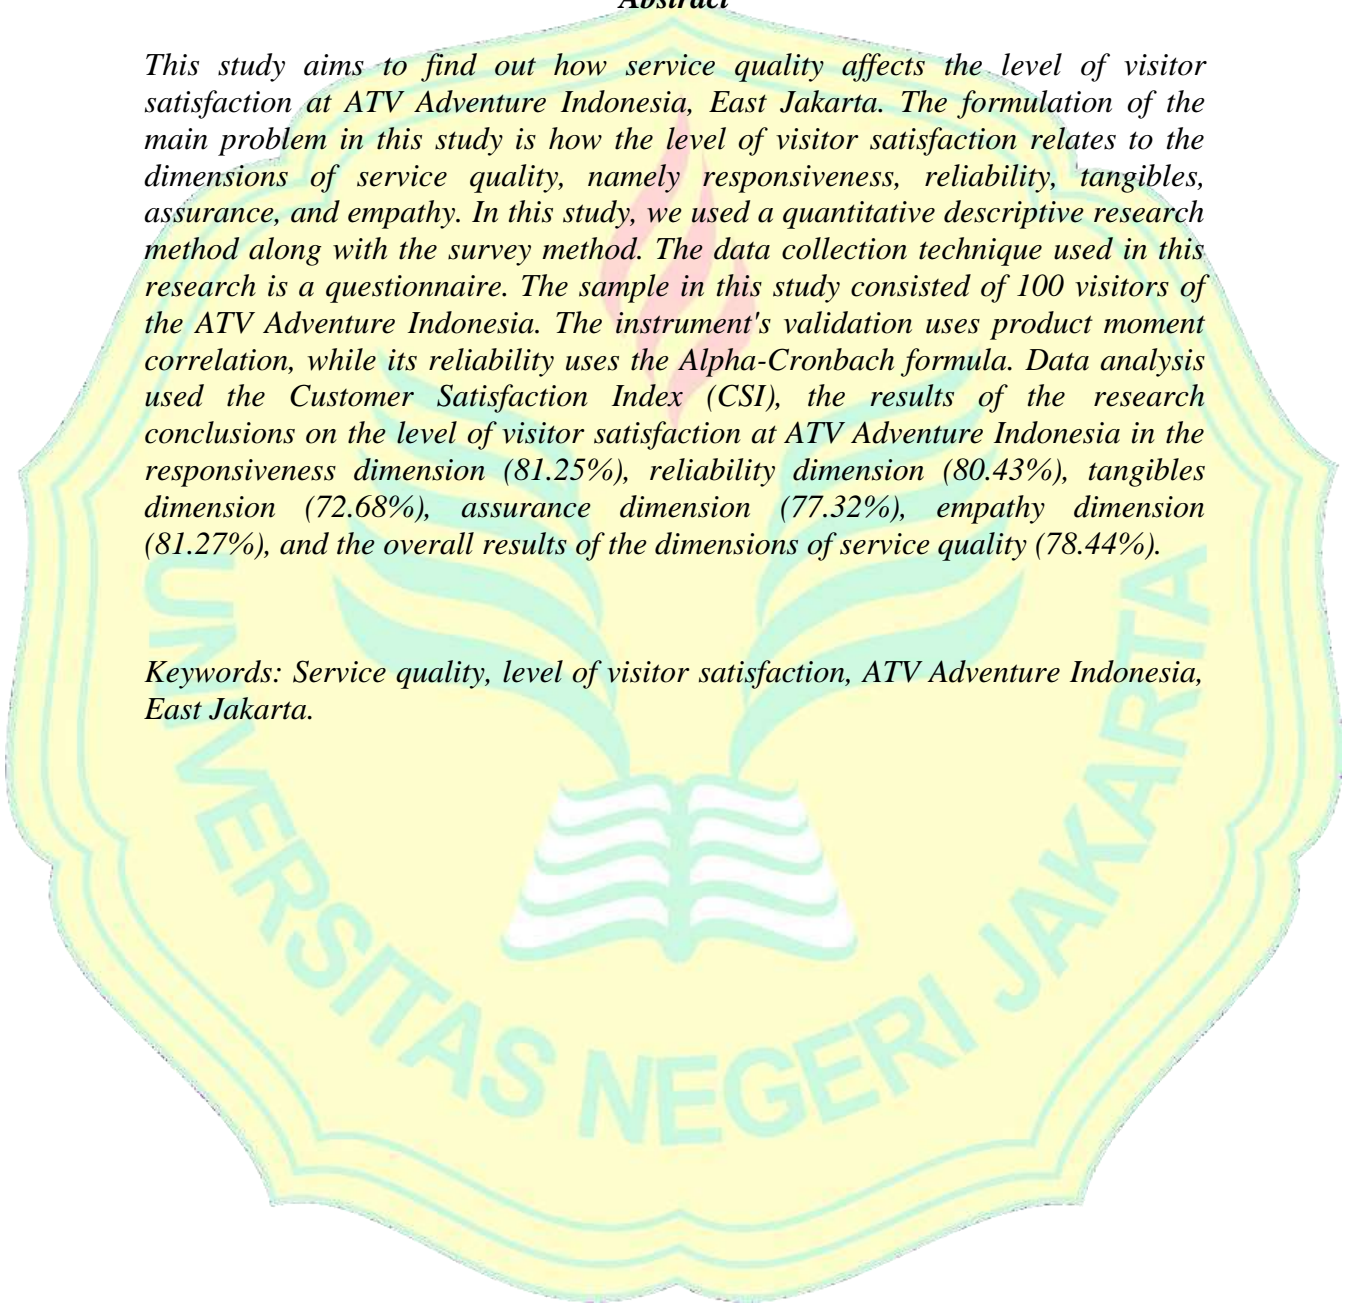 Abstract
This study aims to find out how service quality affects the level of visitor
satisfaction at ATV Adventure Indonesia, East Jakarta. The formulation of the
main problem in this study is how the level of visitor satisfaction relates to the
dimensions of service quality, namely responsiveness, reliability, tangibles,
assurance, and empathy. In this study, we used a quantitative descriptive research
method along with the survey method. The data collection technique used in this
research is a questionnaire. The sample in this study consisted of 100 visitors of
the ATV Adventure Indonesia. The instrument's validation uses product moment
correlation, while its reliability uses the Alpha-Cronbach formula. Data analysis
used the Customer Satisfaction Index (CSI), the results of the research
conclusions on the level of visitor satisfaction at ATV Adventure Indonesia in the
responsiveness dimension (81.25%), reliability dimension (80.43%), tangibles
dimension (72.68%), assurance dimension (77.32%), empathy dimension
(81.27%), and the overall results of the dimensions of service quality (78.44%).
Keywords: Service quality, level of visitor satisfaction, ATV Adventure Indonesia,
East Jakarta.
UNIVERSITAS NEGERI JAKARTA